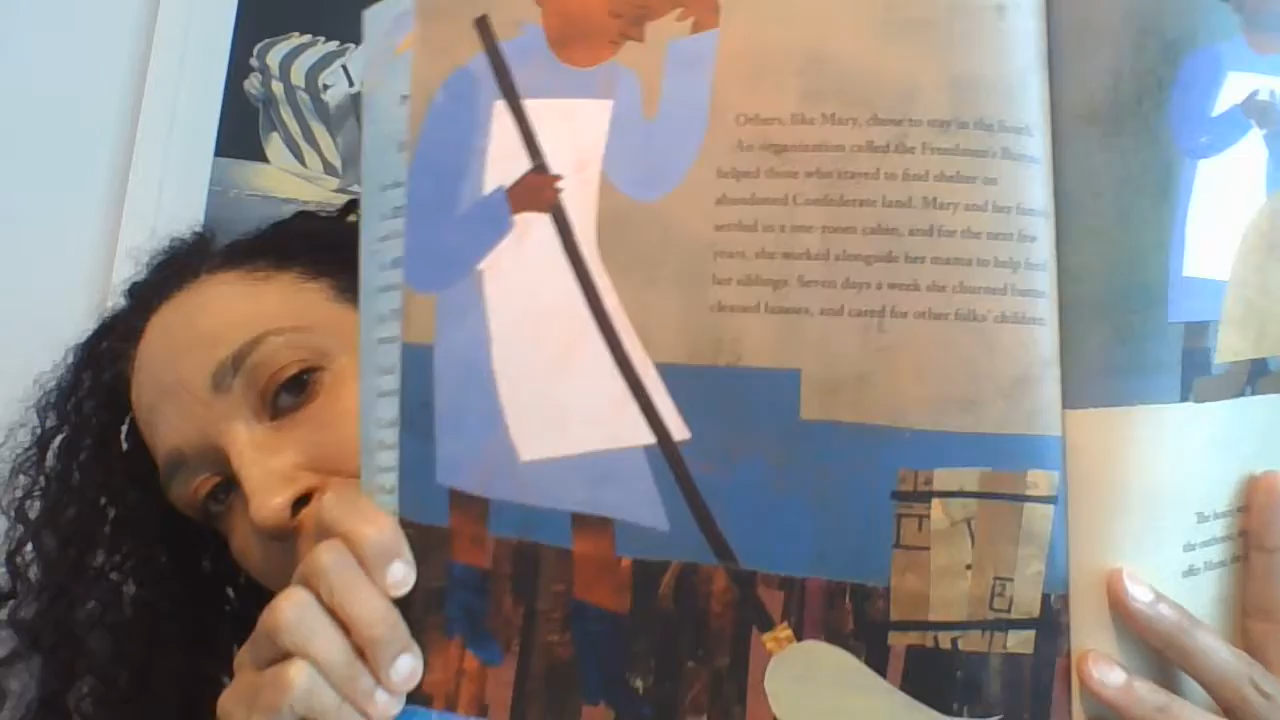 Others, like Mary, chose to stay in the South.
An organization called the Freedmen's Bureau
helped those who stayed to find shelter on
abandoned Confederate land. Mary and her family
settled in a one-room cabin, and for the next few
years, she worked alongside her mama to help feed
her siblings. Seven days a week she churned butter,
cleaned houses, and cared for other folks' children.
The
the